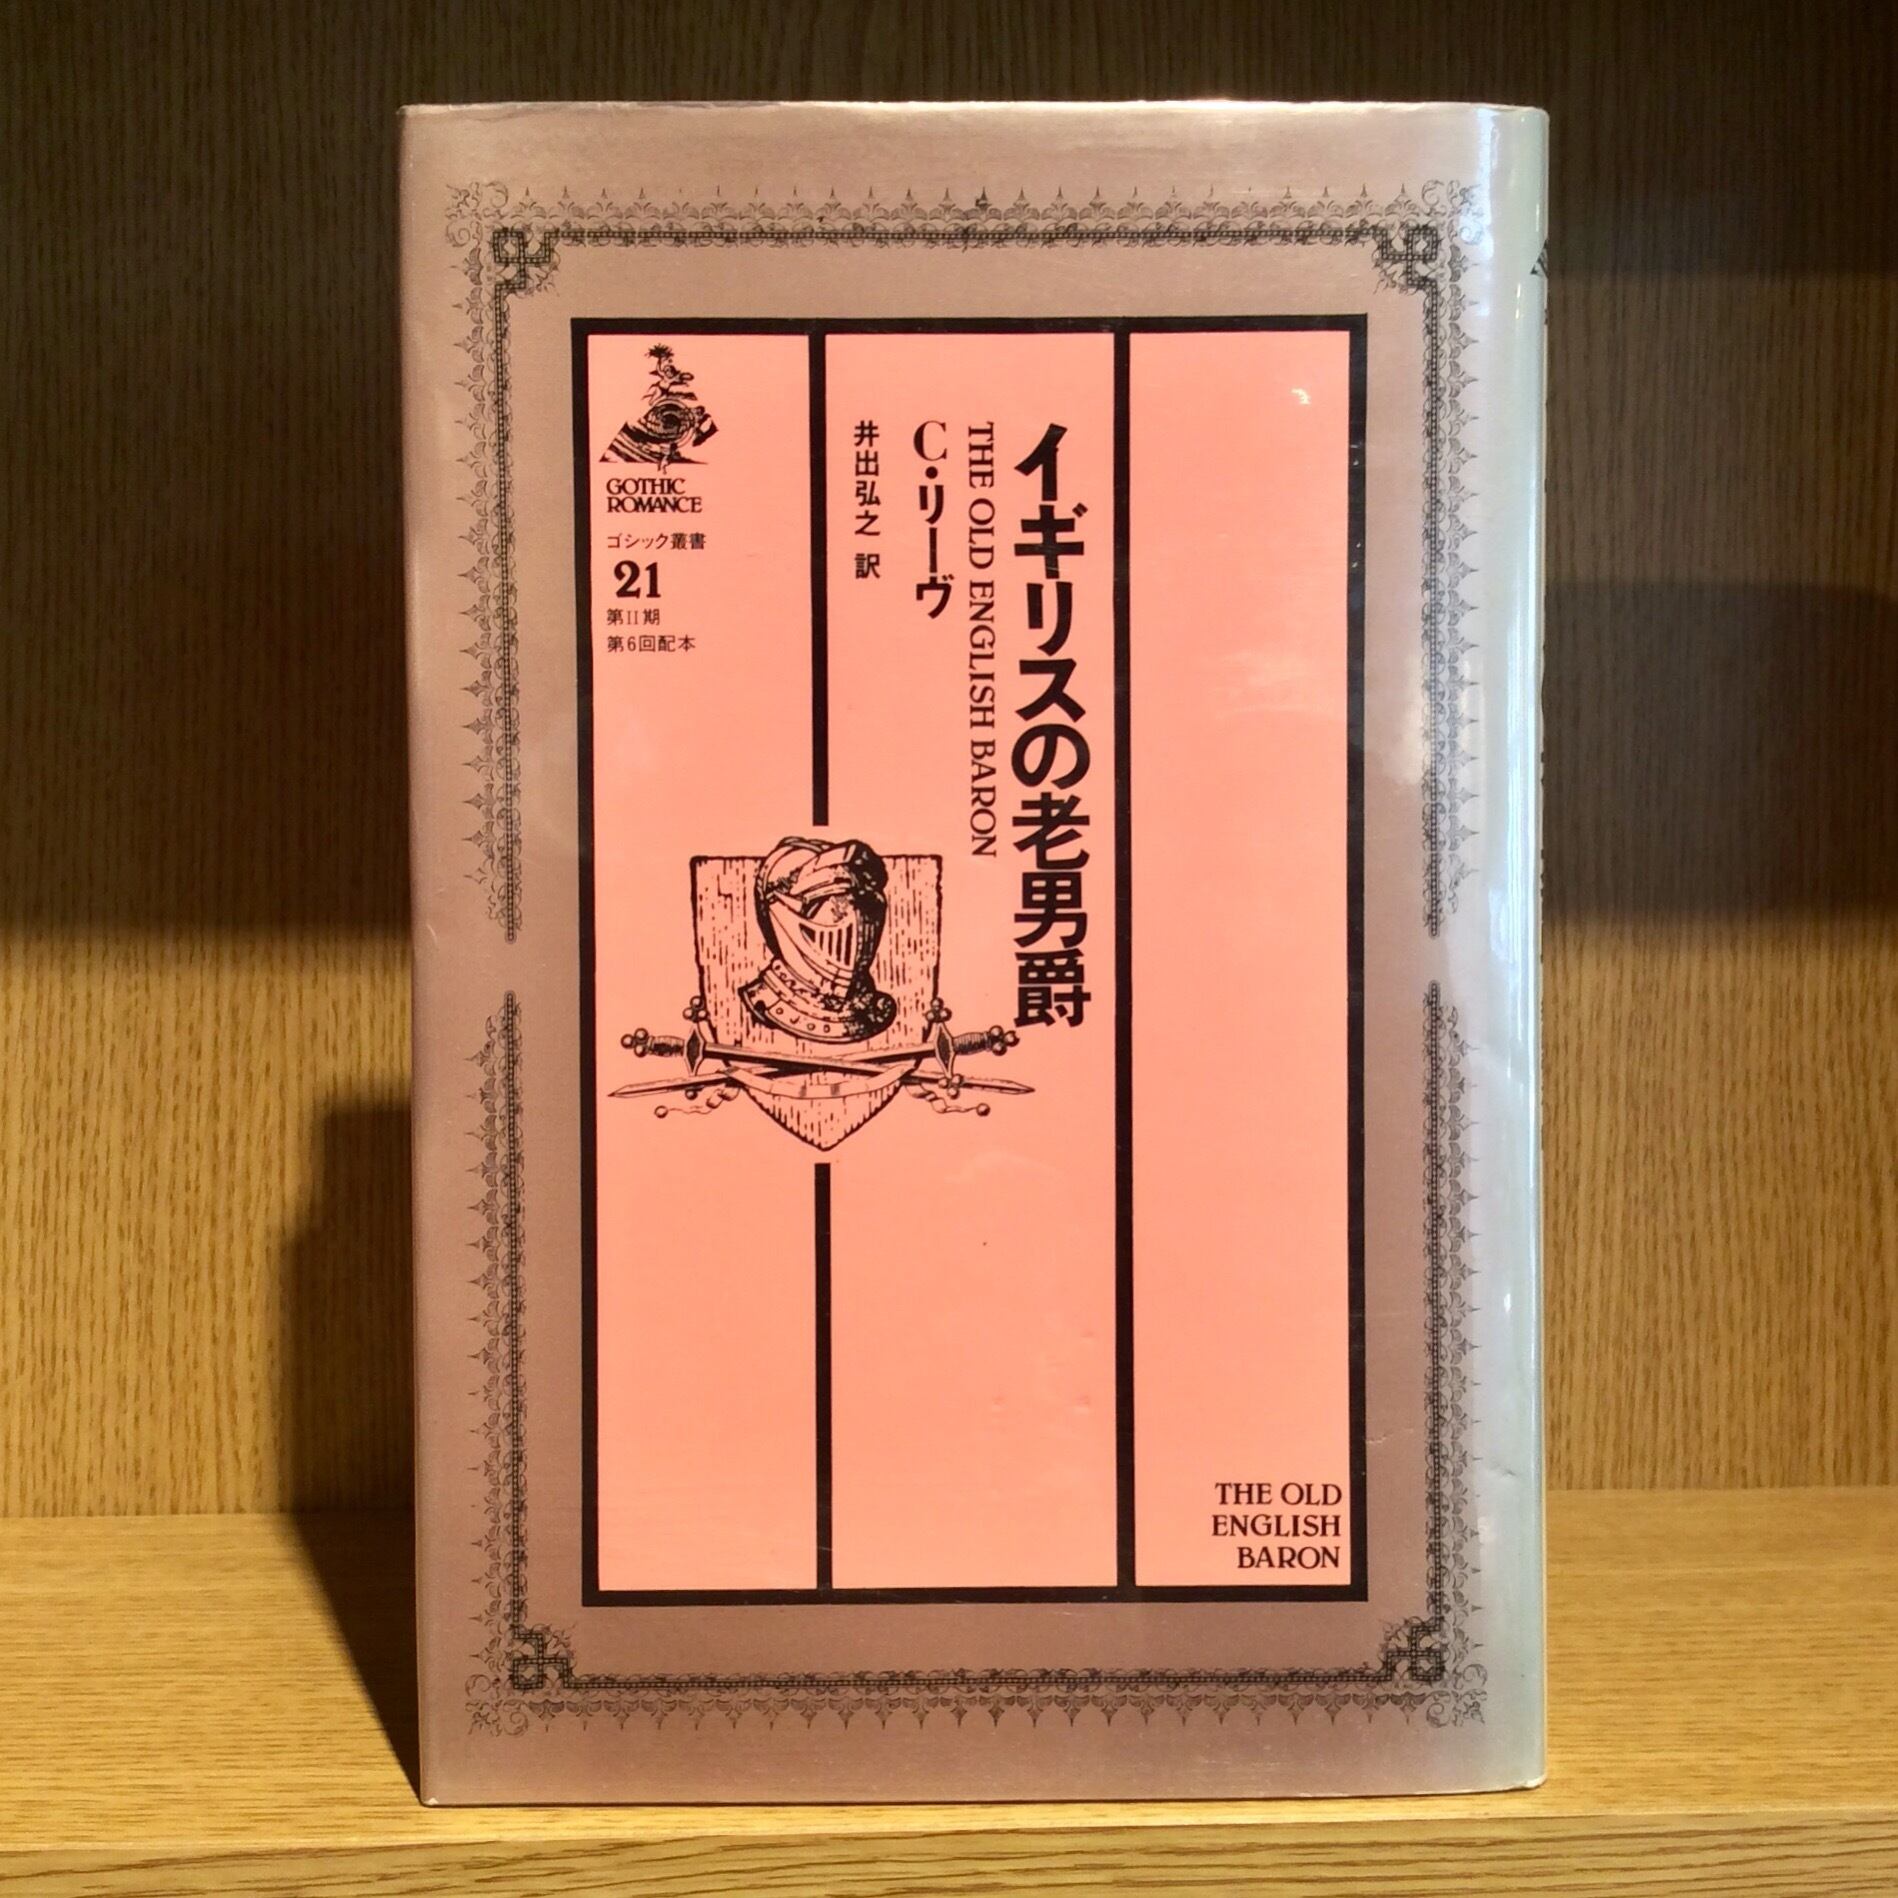 イギリスの老男爵
THE OLD ENGLISH BARON
C・リーヴ
井出弘之 訳
GOTHIC
ROMANCE
ゴシック叢書
21
第II期
第6回配本
THE OLD
ENGLISH
BARON